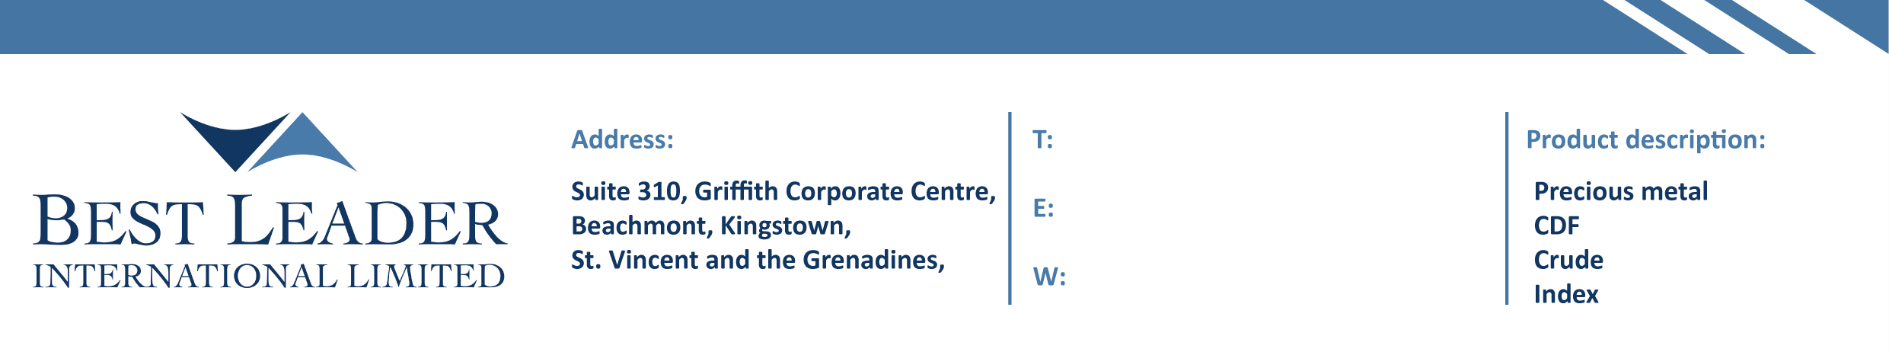 BEST LEADER
INTERNATIONAL LIMITED
Address:
Suite 310, Griffith Corporate Centre,
Beachmont, Kingstown,
St. Vincent and the Grenadines,
T:
E:
W:
Product description:
Precious metal
CDF
Crude
Index